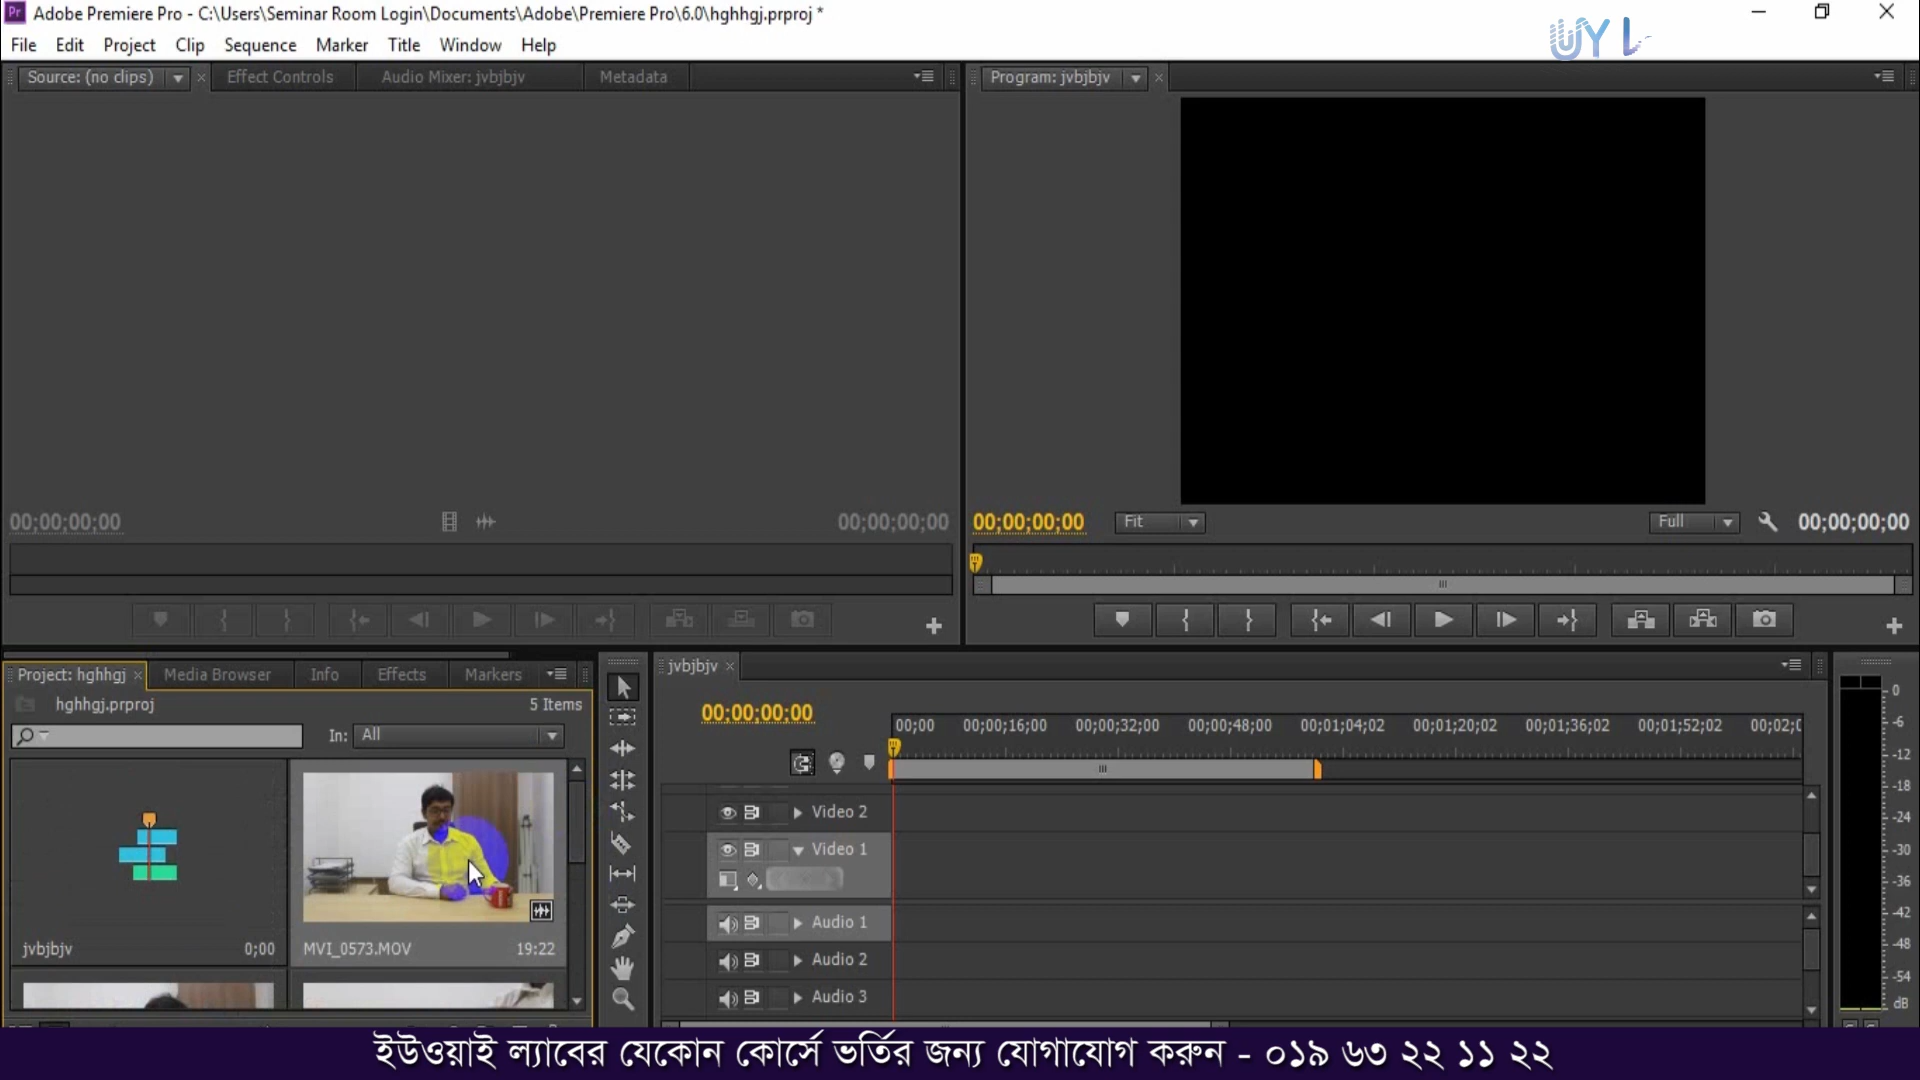 Adobe Premiere Pro - C:\Users\Seminar Room Login\Documents\Adobe\Premiere Pro\6.0\hghhgj.prproj *
UY L
File Edit Project Clip Sequence Marker Title Window Help
Source: (no clips) Effect Controls Audio Mixer: jvbjbjv Metadata
Program: jvbjbjv
00;00;00;00 00;00;00;00
00;00;00;00 Fit Full 00;00;00;00
Project: hghhgj Media Browser Info Effects Markers
hghhgj.prproj 5 Items
In: All
jvbjbjv 0;00
MVI_0573.MOV 19:22
jvbjbjv
00;00;00;00
00;00 00;00;16;00 00;00;32;00 00;00;48;00 00;01;04;02 00;01;20;02 00;01;36;02 00;01;52;02 00;02;0
Video 2
Video 1
Audio 1
Audio 2
Audio 3
0
-6
-12
-18
-24
-30
-36
-42
-48
-54
dB
ইউওয়াই ল্যাবের যেকোন কোর্সে ভর্তির জন্য যোগাযোগ করুন - ০১৯ ৬৩ ২২ ১১ ২২